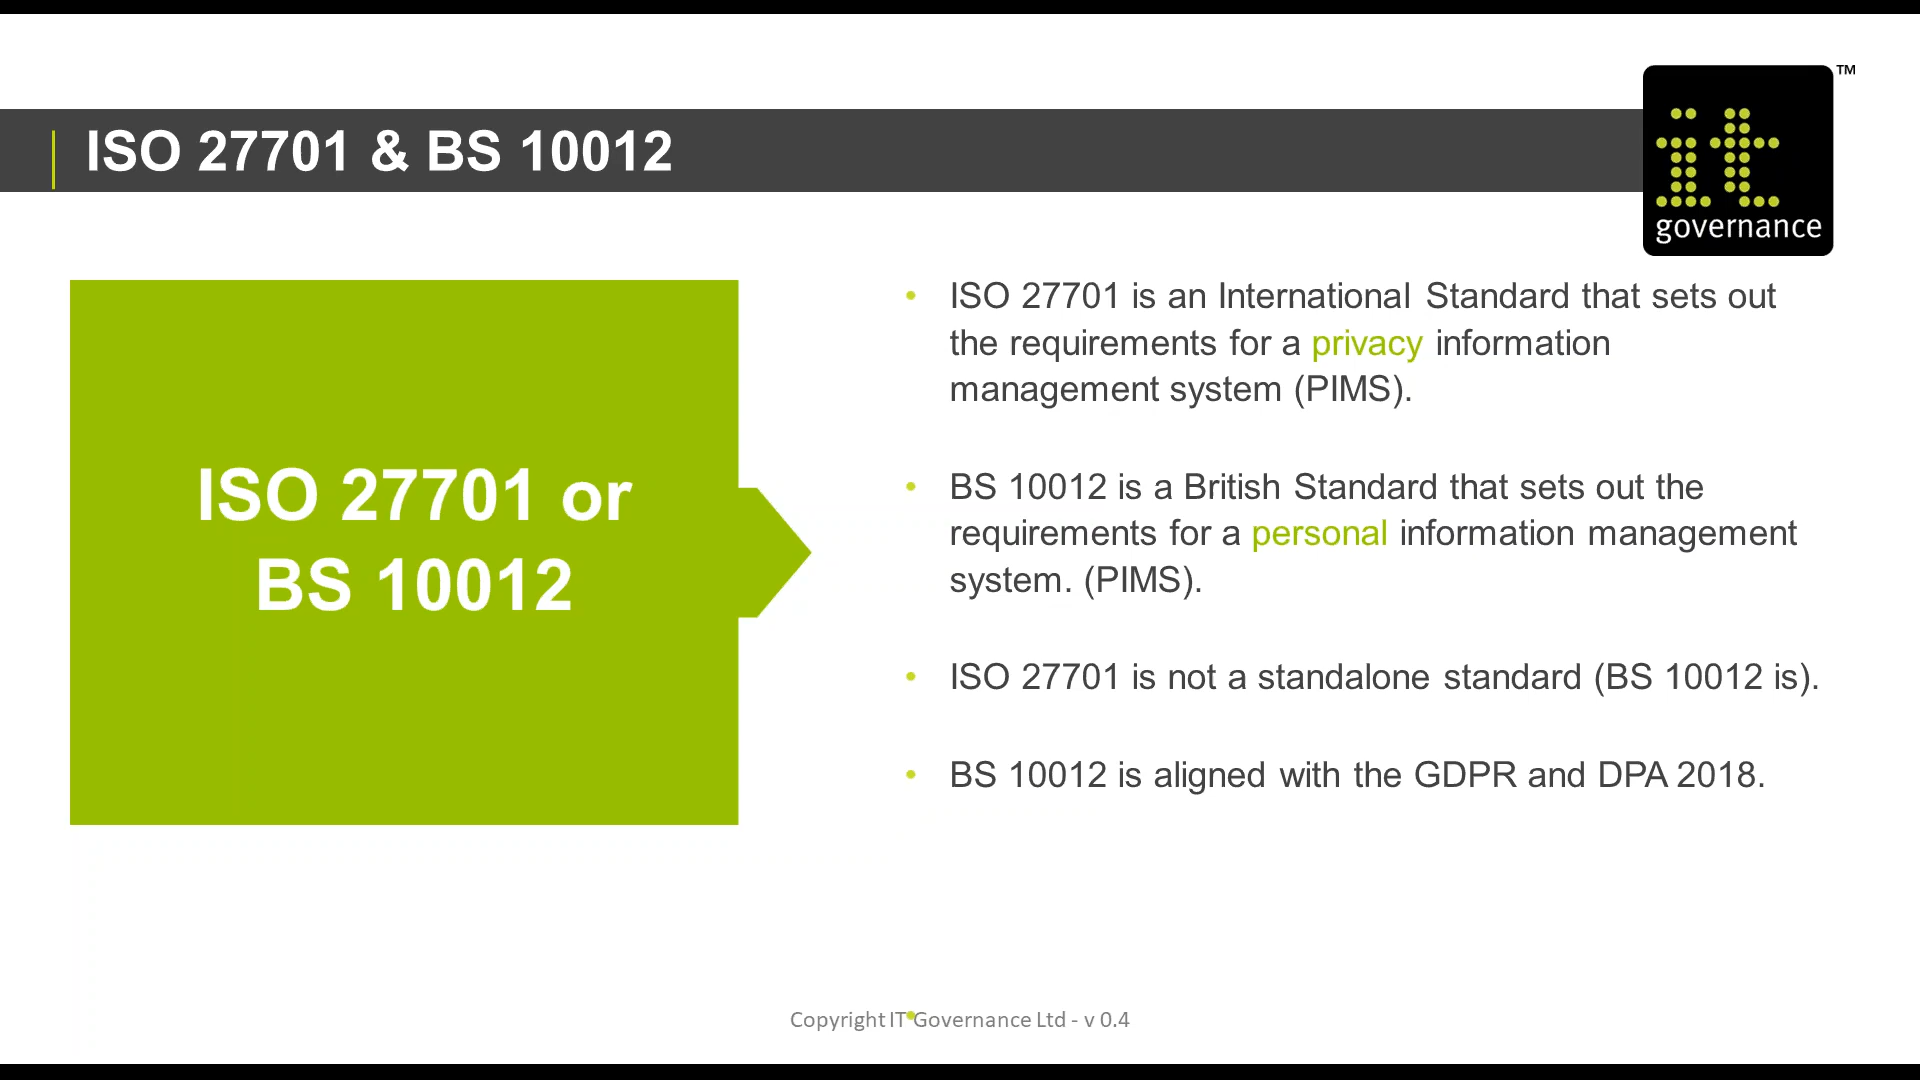 ISO 27701 & BS 10012
TM
it
governance
ISO 27701 or
BS 10012
• ISO 27701 is an International Standard that sets out
the requirements for a privacy information
management system (PIMS).
• BS 10012 is a British Standard that sets out the
requirements for a personal information management
system. (PIMS).
• ISO 27701 is not a standalone standard (BS 10012 is).
• BS 10012 is aligned with the GDPR and DPA 2018.
Copyright IT Governance Ltd - v 0.4